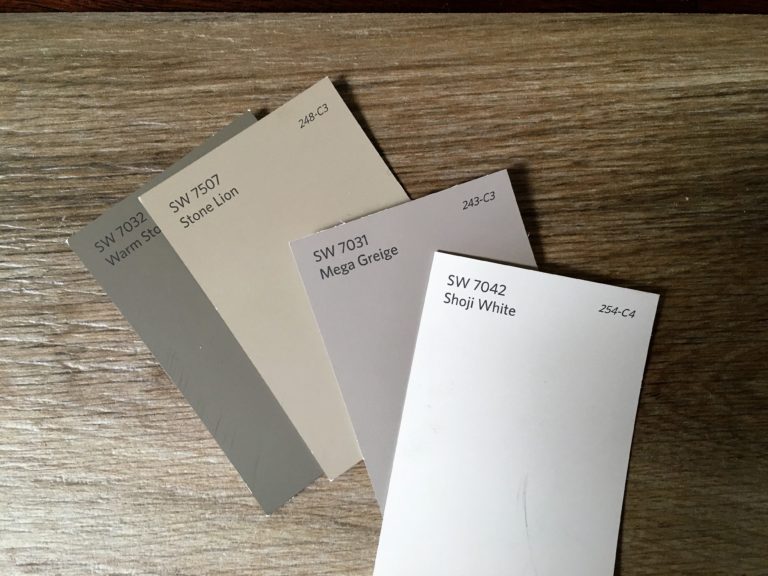 SW 7032
Warm
SW 7507
Stone Lion
248-C3
SW 7031
Mega Greige
243-C3
SW 7042
Shoji White
254-C4